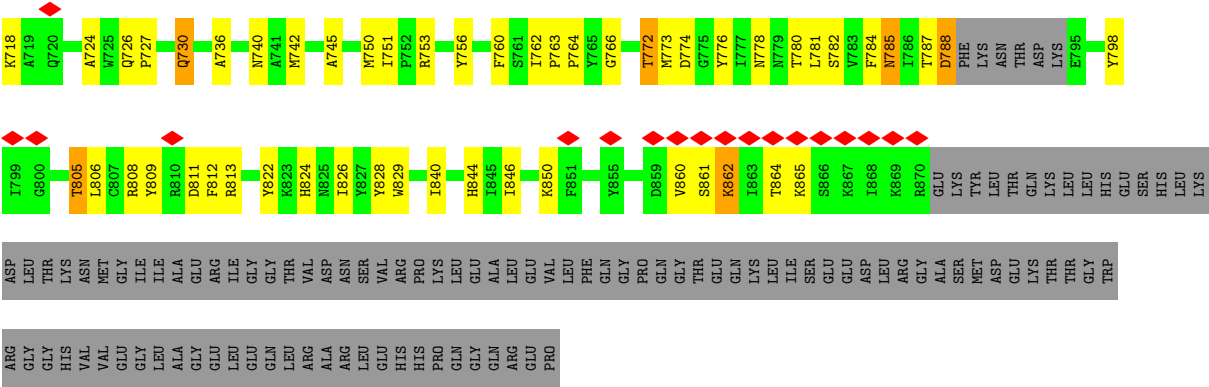 K718 A719 Q720 A724 W725 Q726 P727 Q730 A736 N740 A741 M742 A745 M750 I751 P752 R753 Y756 F760 S761 I762 P763 P764 Y765 G766 T772 M773 D774 G775 Y776 I777 N778 N779 T780 L781 S782 V783 F784 N785 I786 T787 D788 PHE LYS ASN THR ASP LYS E795 Y798
I799 G800 T805 L806 C807 R808 Y809 R810 D811 F812 R813 Y822 K823 H824 N825 I826 Y827 Y828 W829 I840 H844 I845 I846 K850 F851 Y855 D859 V860 S861 K862 I863 T864 K865 S866 K867 I868 K869 R870 GLU LYS TYR LEU THR GLN LYS LEU LEU HIS GLU SER HIS LEU LYS
ASP LEU THR LYS ASN MET GLY ILE ILE ALA GLU ARG ILE GLY GLY THR VAL ASP ASN SER VAL ARG PRO LYS LEU GLU ALA LEU GLU VAL LEU PHE GLN GLY PRO GLN GLY THR GLU GLN LYS LEU ILE SER GLU GLU ASP LEU ARG GLY ALA SER MET ASP GLU LYS THR THR GLY TRP
ARG GLY GLY HIS VAL VAL GLU GLY LEU ALA GLY GLU LEU GLU GLN LEU ARG ALA ARG LEU GLU HIS HIS PRO GLN GLY GLN ARG GLU PRO